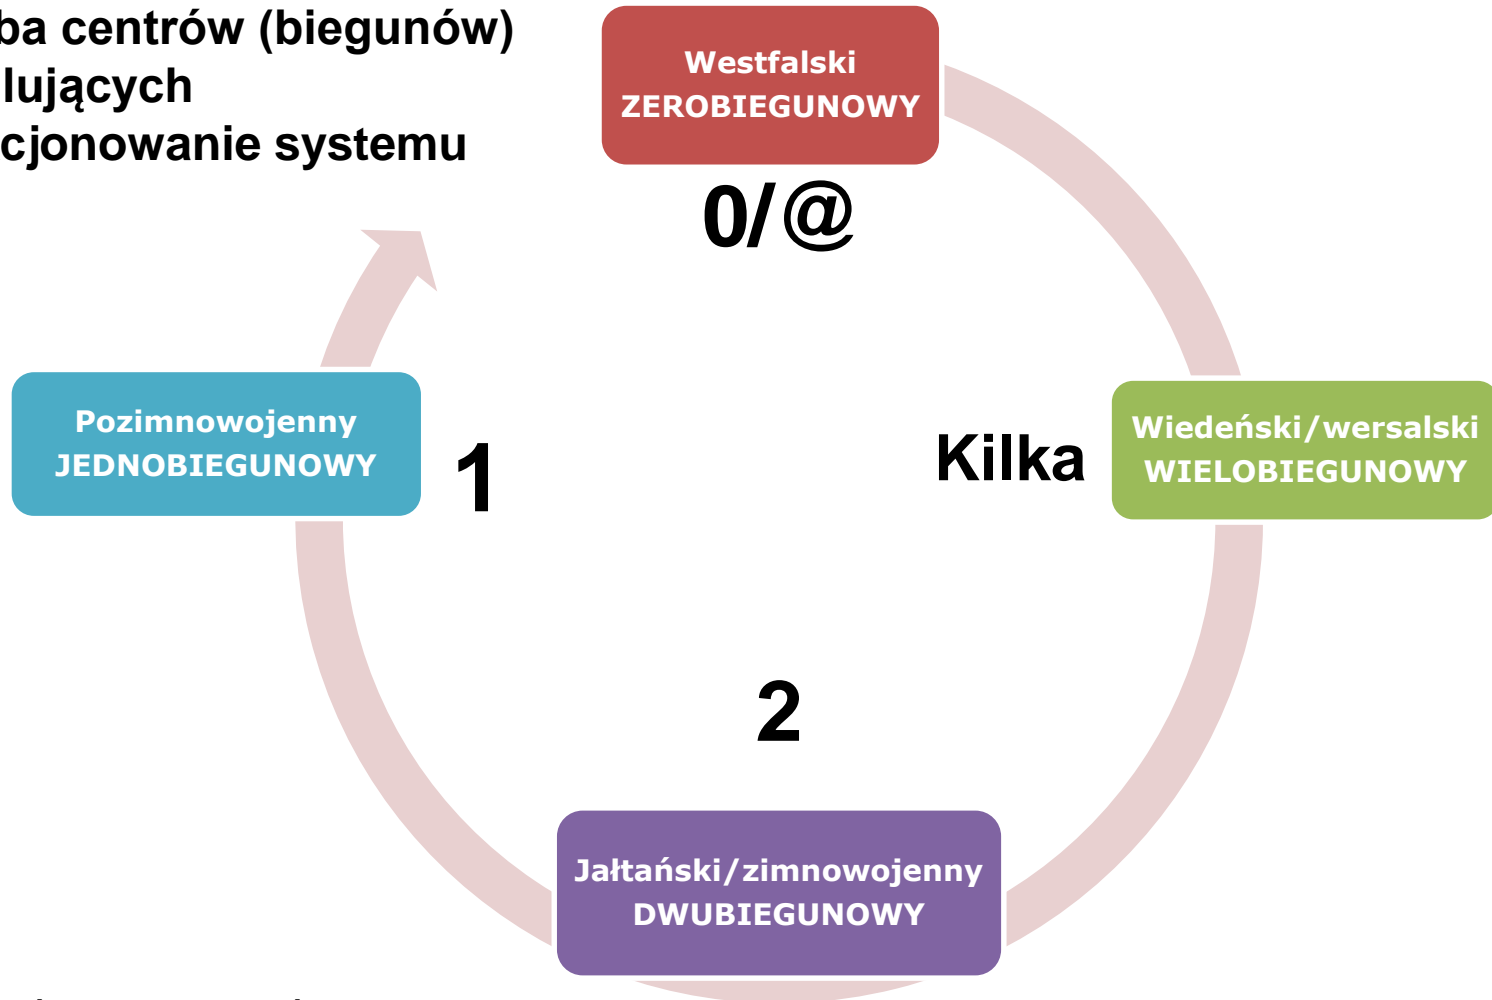 ba centrów (biegunów)
lujących
cjonowanie systemu
Westfalski
ZEROBIEGUNOWY
0/@
Pozimnowojenny
JEDNOBIEGUNOWY
1
Kilka
Wiedeński/wersalski
WIELOBIEGUNOWY
2
Jałtański/zimnowojenny
DWUBIEGUNOWY